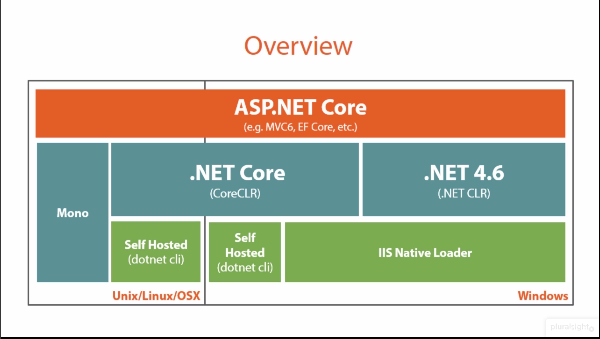 Overview
ASP.NET Core
(e.g. MVC6, EF Core, etc.)
Mono
.NET Core
(CoreCLR)
.NET 4.6
(.NET CLR)
Self Hosted
(dotnet cli)
Self
Hosted
(dotnet cli)
IIS Native Loader
Unix/Linux/OSX
Windows
pluralsight